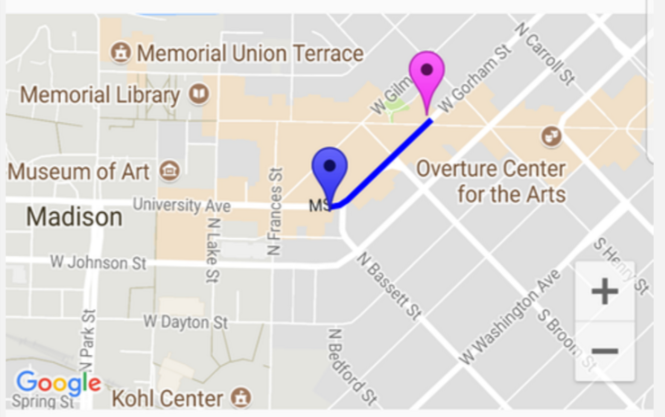 N Carroll St
Memorial Union Terrace
W Gilm
W Gorham St
Memorial Library
Overture Center
for the Arts
Museum of Art
University Ave
MS
Madison
N Frances St
N Lake St
W Johnson St
N Bassett St
S Henry St
W Washington Ave
S Broom St
W Dayton St
N Park St
N Bedford St
+
−
Google
Spring St
Kohl Center